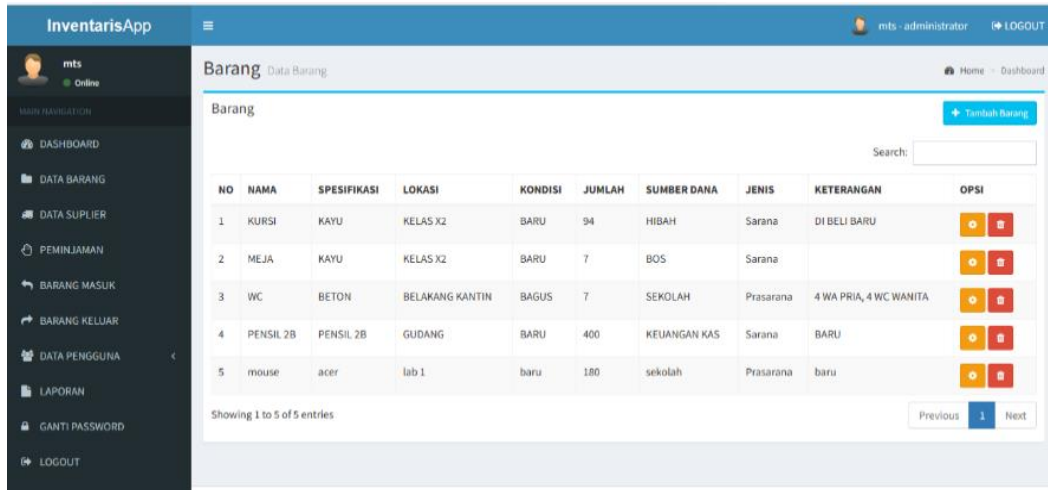 InventarisApp
mts - administrator LOGOUT
mts
Online
MAIN NAVIGATION
DASHBOARD
DATA BARANG
DATA SUPLIER
PEMINJAMAN
BARANG MASUK
BARANG KELUAR
DATA PENGGUNA
LAPORAN
GANTI PASSWORD
LOGOUT
Barang Data Barang
Home > Dashboard
Barang
Tambah Barang
Search:
NO NAMA SPESIFIKASI LOKASI KONDISI JUMLAH SUMBER DANA JENIS KETERANGAN OPSI
1 KURSI KAYU KELAS X2 BARU 94 HIBAH Sarana DI BELI BARU
2 MEJA KAYU KELAS X2 BARU 7 BOS Sarana
3 WC BETON BELAKANG KANTIN BAGUS 7 SEKOLAH Prasarana 4 WA PRIA, 4 WC WANITA
4 PENSIL 2B PENSIL 2B GUDANG BARU 400 KEUANGAN KAS Sarana BARU
5 mouse acer lab 1 baru 180 sekolah Prasarana baru
Showing 1 to 5 of 5 entries
Previous 1 Next